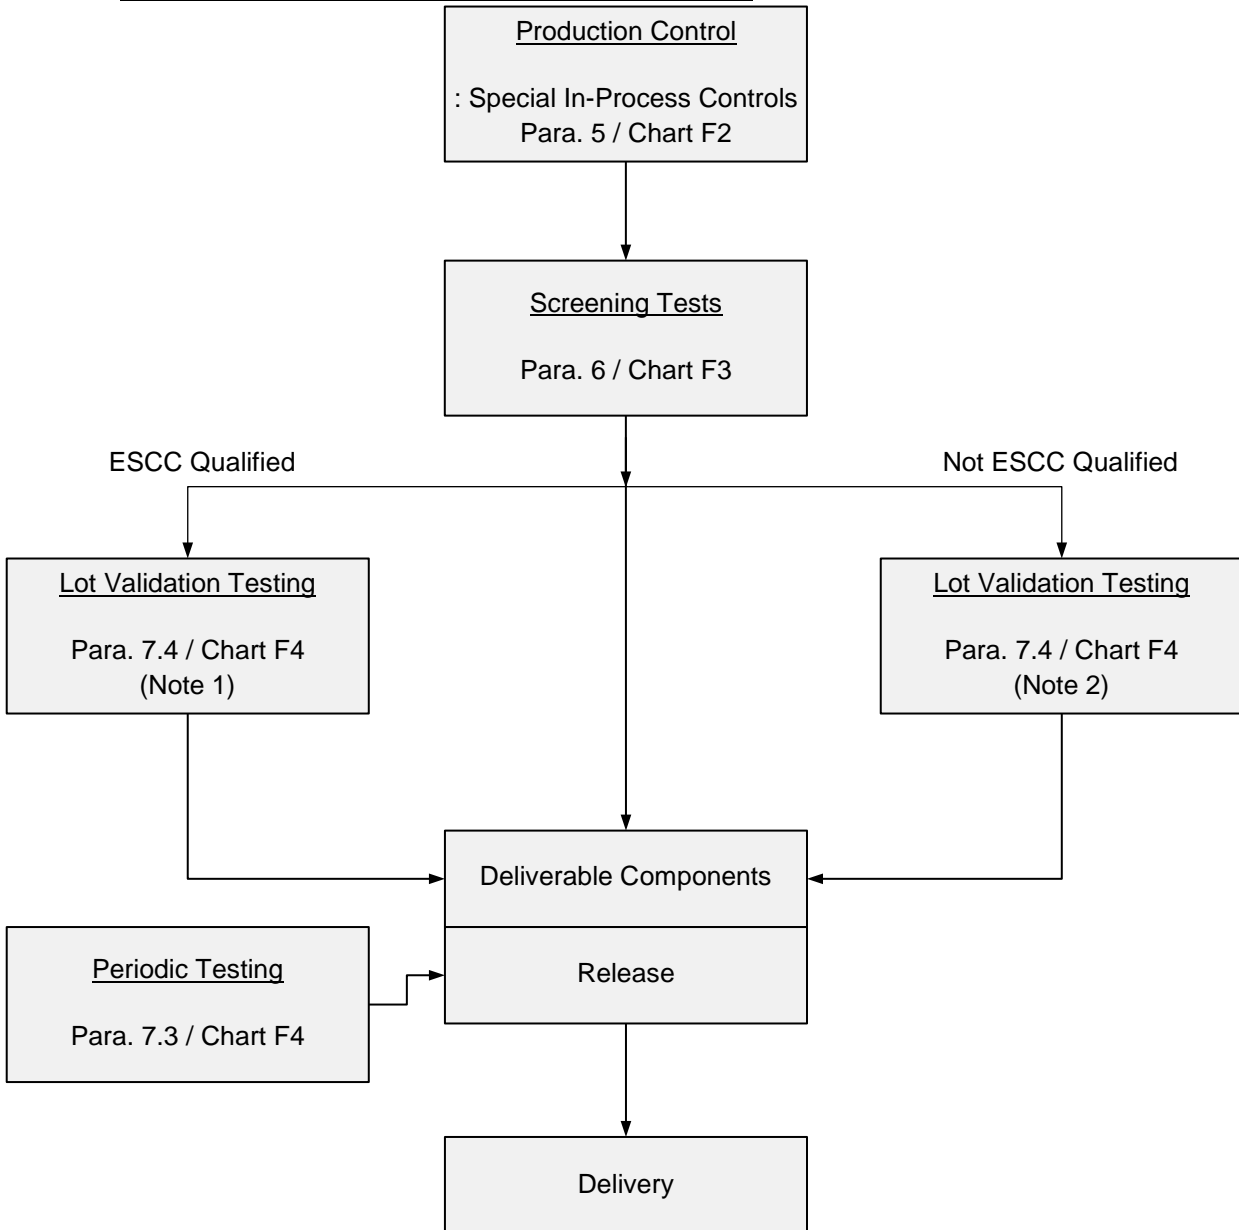 Production Control
: Special In-Process Controls
Para. 5 / Chart F2
Screening Tests
Para. 6 / Chart F3
ESCC Qualified
Not ESCC Qualified
Lot Validation Testing
Para. 7.4 / Chart F4
(Note 1)
Lot Validation Testing
Para. 7.4 / Chart F4
(Note 2)
Deliverable Components
Periodic Testing
Para. 7.3 / Chart F4
Release
Delivery